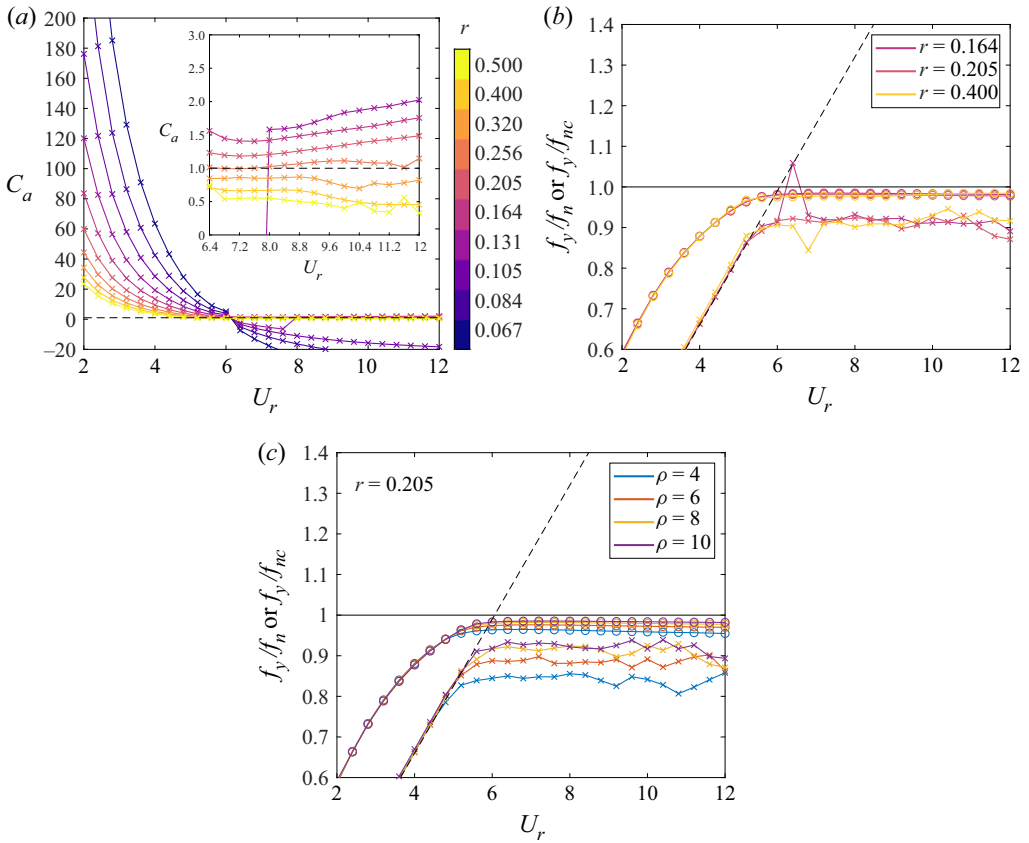 (a)
200
180
160
140
120
100
80
60
40
20
0
–20
C_a
2 4 6 8 10 12
U_r
3.0
2.5
2.0
1.5
1.0
0.5
0
C_a
6.4 7.2 8.0 8.8 9.6 10.4 11.2 12
U_r
r
0.500
0.400
0.320
0.256
0.205
0.164
0.131
0.105
0.084
0.067
(b)
1.4
1.3
1.2
1.1
1.0
0.9
0.8
0.7
0.6
f_y/f_n or f_y/f_nc
r = 0.164
r = 0.205
r = 0.400
2 4 6 8 10 12
U_r
(c)
1.4
1.3
1.2
1.1
1
0.9
0.8
0.7
0.6
f_y/f_n or f_y/f_nc
r = 0.205
ρ = 4
ρ = 6
ρ = 8
ρ = 10
2 4 6 8 10 12
U_r